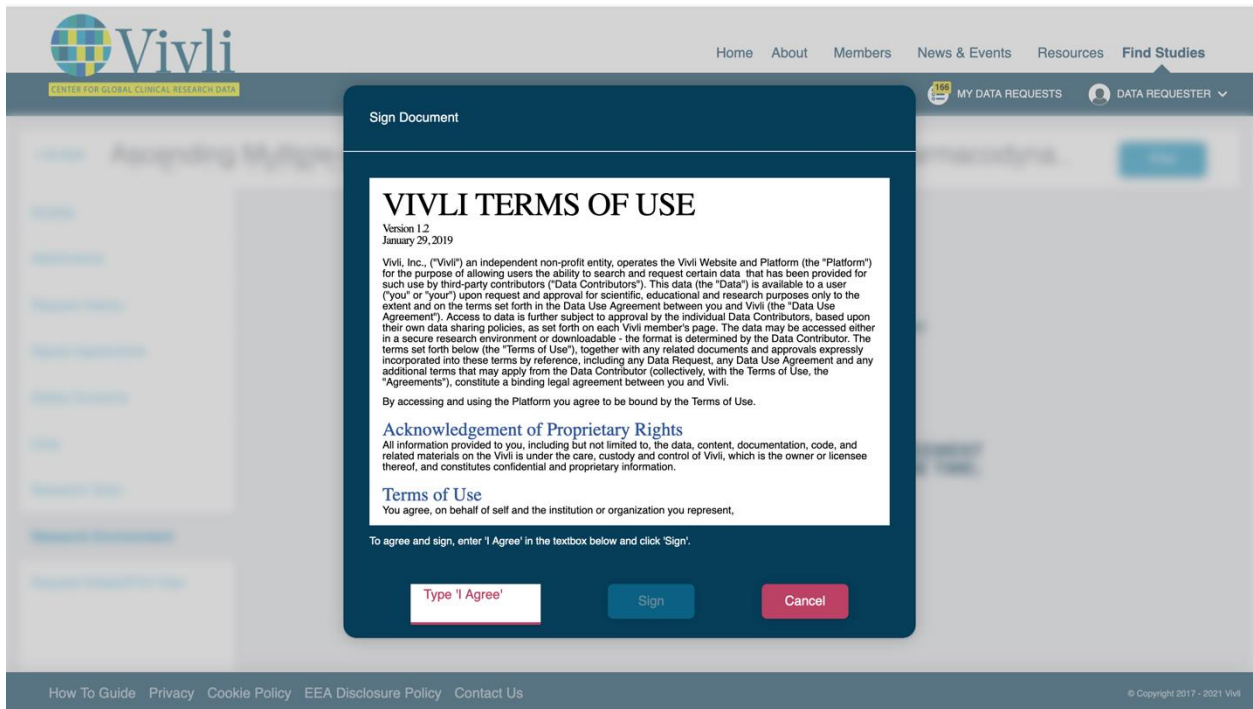 Vivli
CENTER FOR GLOBAL CLINICAL RESEARCH DATA
Home About Members News & Events Resources Find Studies
166 MY DATA REQUESTS DATA REQUESTER
Sign Document
VIVLI TERMS OF USE
Version 1.2
January 29, 2019
Vivli, Inc., ("Vivli") an independent non-profit entity, operates the Vivli Website and Platform (the "Platform")
for the purpose of allowing users the ability to search and request certain data that has been provided for
such use by third-party contributors ("Data Contributors"). This data (the "Data") is available to a user
("you" or "your") upon request and approval for scientific, educational and research purposes only to the
extent and on the terms set forth in the Data Use Agreement between you and Vivli (the "Data Use
Agreement"). Access to data is further subject to approval by the individual Data Contributors, based upon
their own data sharing policies, as set forth on each Vivli member's page. The data may be accessed either
in a secure research environment or downloadable - the format is determined by the Data Contributor. The
terms set forth below (the "Terms of Use"), together with any related documents and approvals expressly
incorporated into these terms by reference, including any Data Request, any Data Use Agreement and any
additional terms that may apply from the Data Contributor (collectively, with the Terms of Use, the
"Agreements"), constitute a binding legal agreement between you and Vivli.
By accessing and using the Platform you agree to be bound by the Terms of Use.
Acknowledgement of Proprietary Rights
All information provided to you, including but not limited to, the data, content, documentation, code, and
related materials on the Vivli is under the care, custody and control of Vivli, which is the owner or licensee
thereof, and constitutes confidential and proprietary information.
Terms of Use
You agree, on behalf of self and the institution or organization you represent,
To agree and sign, enter 'I Agree' in the textbox below and click 'Sign'.
Type 'I Agree' Sign Cancel
How To Guide Privacy Cookie Policy EEA Disclosure Policy Contact Us
© Copyright 2017 - 2021 Vivli